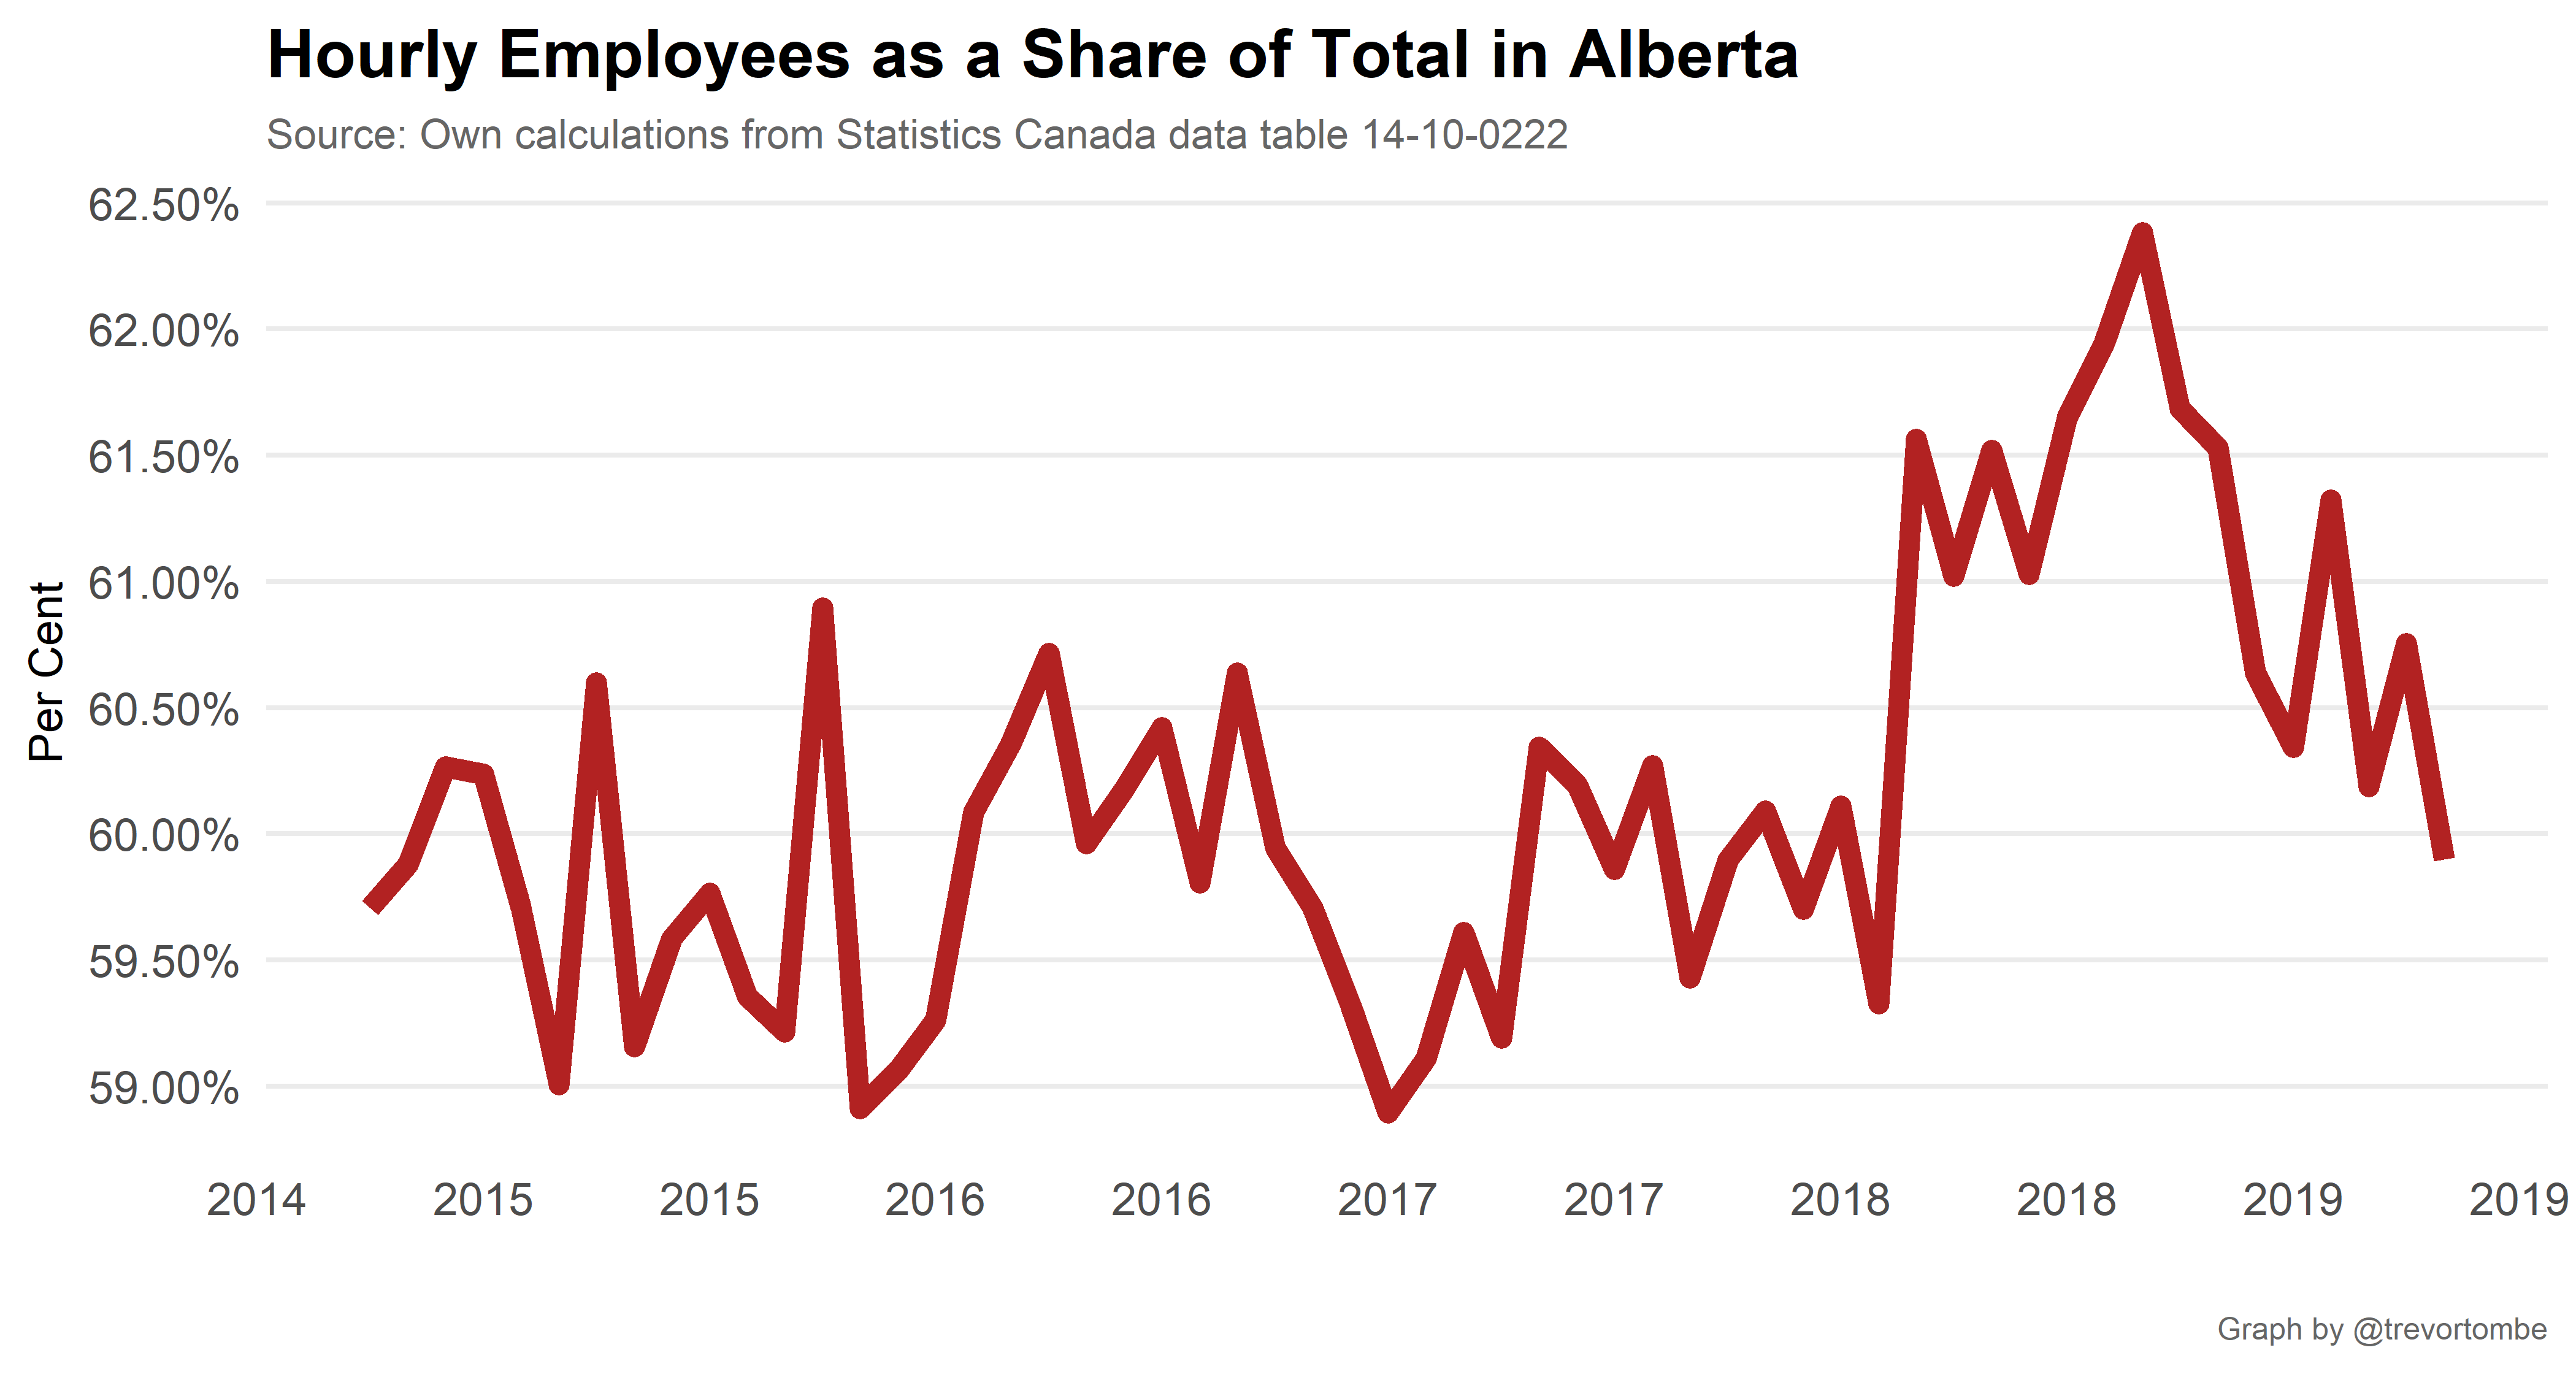 Hourly Employees as a Share of Total in Alberta
Source: Own calculations from Statistics Canada data table 14-10-0222
62.50%
62.00%
61.50%
61.00%
60.50%
60.00%
59.50%
59.00%
Per Cent
2014 2015 2015 2016 2016 2017 2017 2018 2018 2019 2019
Graph by @trevortombe